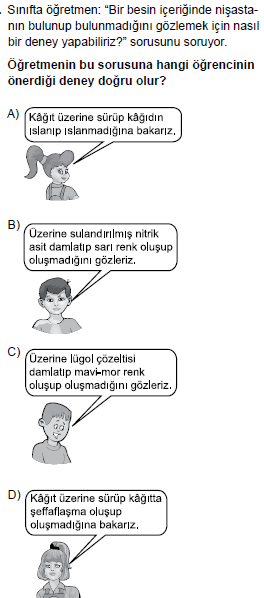 . Sınıfta öğretmen: “Bir besin içeriğinde nişasta-
nın bulunup bulunmadığını gözlemek için nasıl
bir deney yapabiliriz?” sorusunu soruyor.
Öğretmenin bu sorusuna hangi öğrencinin
önerdiği deney doğru olur?
A) Kâğıt üzerine sürüp kâğıdın
ıslanıp ıslanmadığına bakarız.
B) Üzerine sulandırılmış nitrik
asit damlatıp sarı renk oluşup
oluşmadığını gözleriz.
C) Üzerine lügol çözeltisi
damlatıp mavi-mor renk
oluşup oluşmadığını gözleriz.
D) Kâğıt üzerine sürüp kâğıtta
şeffaflaşma oluşup
oluşmadığına bakarız.